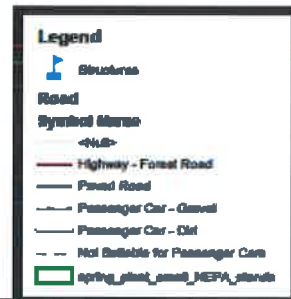 Legend
Structures
Road
Symbol Name
<Null>
Highway - Forest Road
Paved Road
Passenger Car - Gravel
Passenger Car - Dirt
Not Suitable for Passenger Cars
spring_plant_small_NEPA_stands